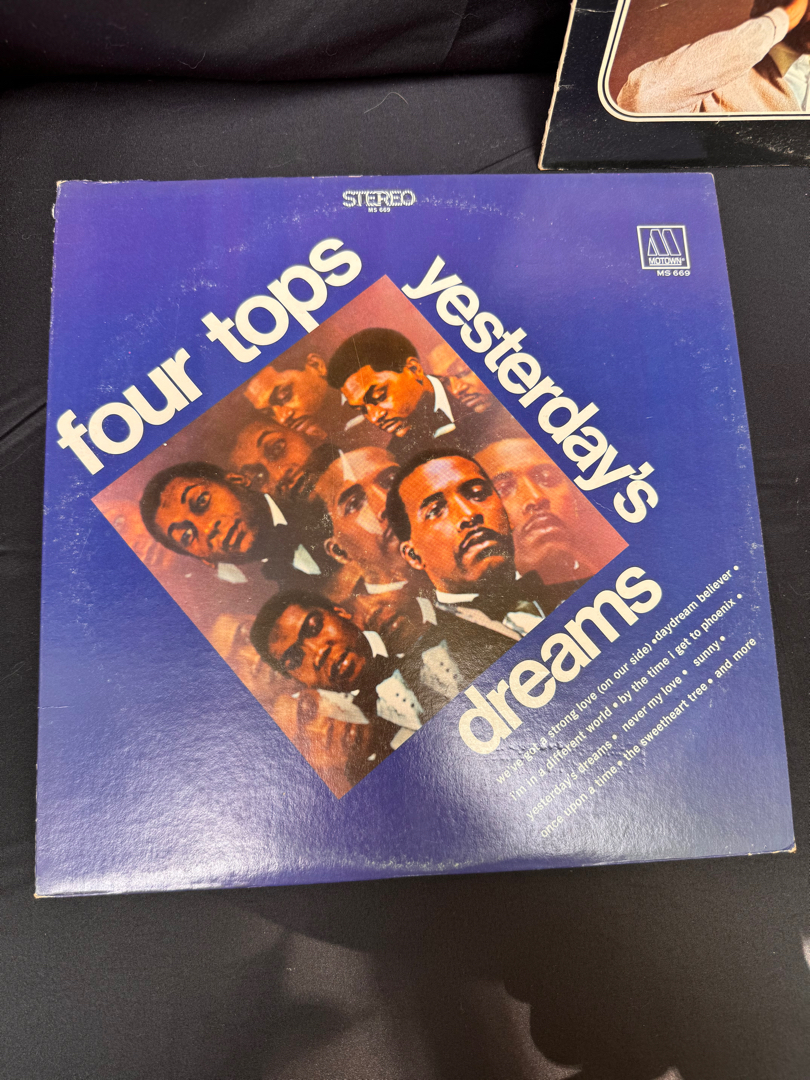 STEREO
MS 669
MOTOWN®
MS 669
four tops
yesterday's
dreams
we've got a strong love (on our side) • daydream believer •
i'm in a different world • by the time i get to phoenix •
yesterday's dreams • never my love • sunny •
once upon a time • the sweetheart tree • and more